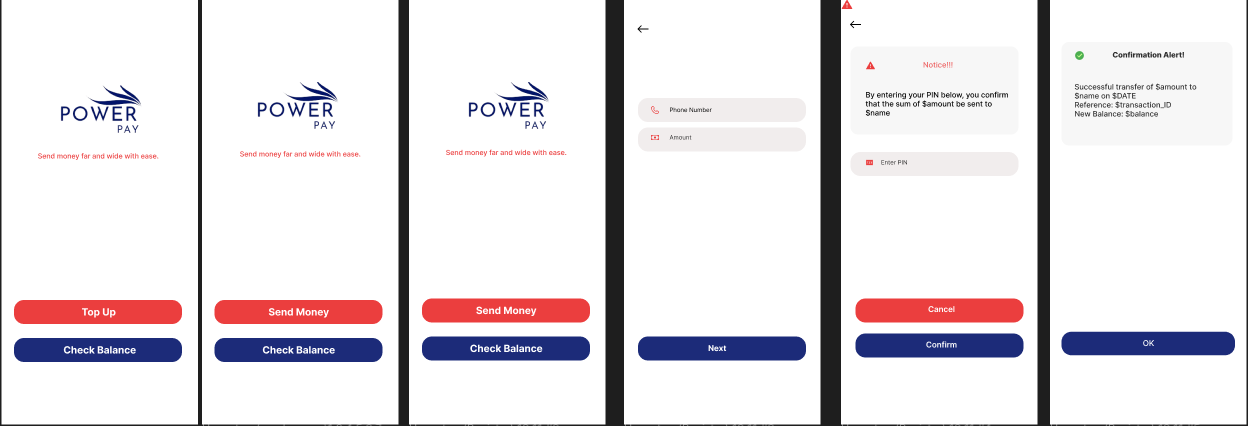 POWER
PAY
Send money far and wide with ease.
Top Up
Check Balance
POWER
PAY
Send money far and wide with ease.
Send Money
Check Balance
POWER
PAY
Send money far and wide with ease.
Send Money
Check Balance
Phone Number
Amount
Next
Notice!!!
By entering your PIN below, you confirm
that the sum of $amount be sent to
$name
Enter PIN
Cancel
Confirm
Confirmation Alert!
Successful transfer of $amount to
$name on $DATE
Reference: $transaction_ID
New Balance: $balance
OK